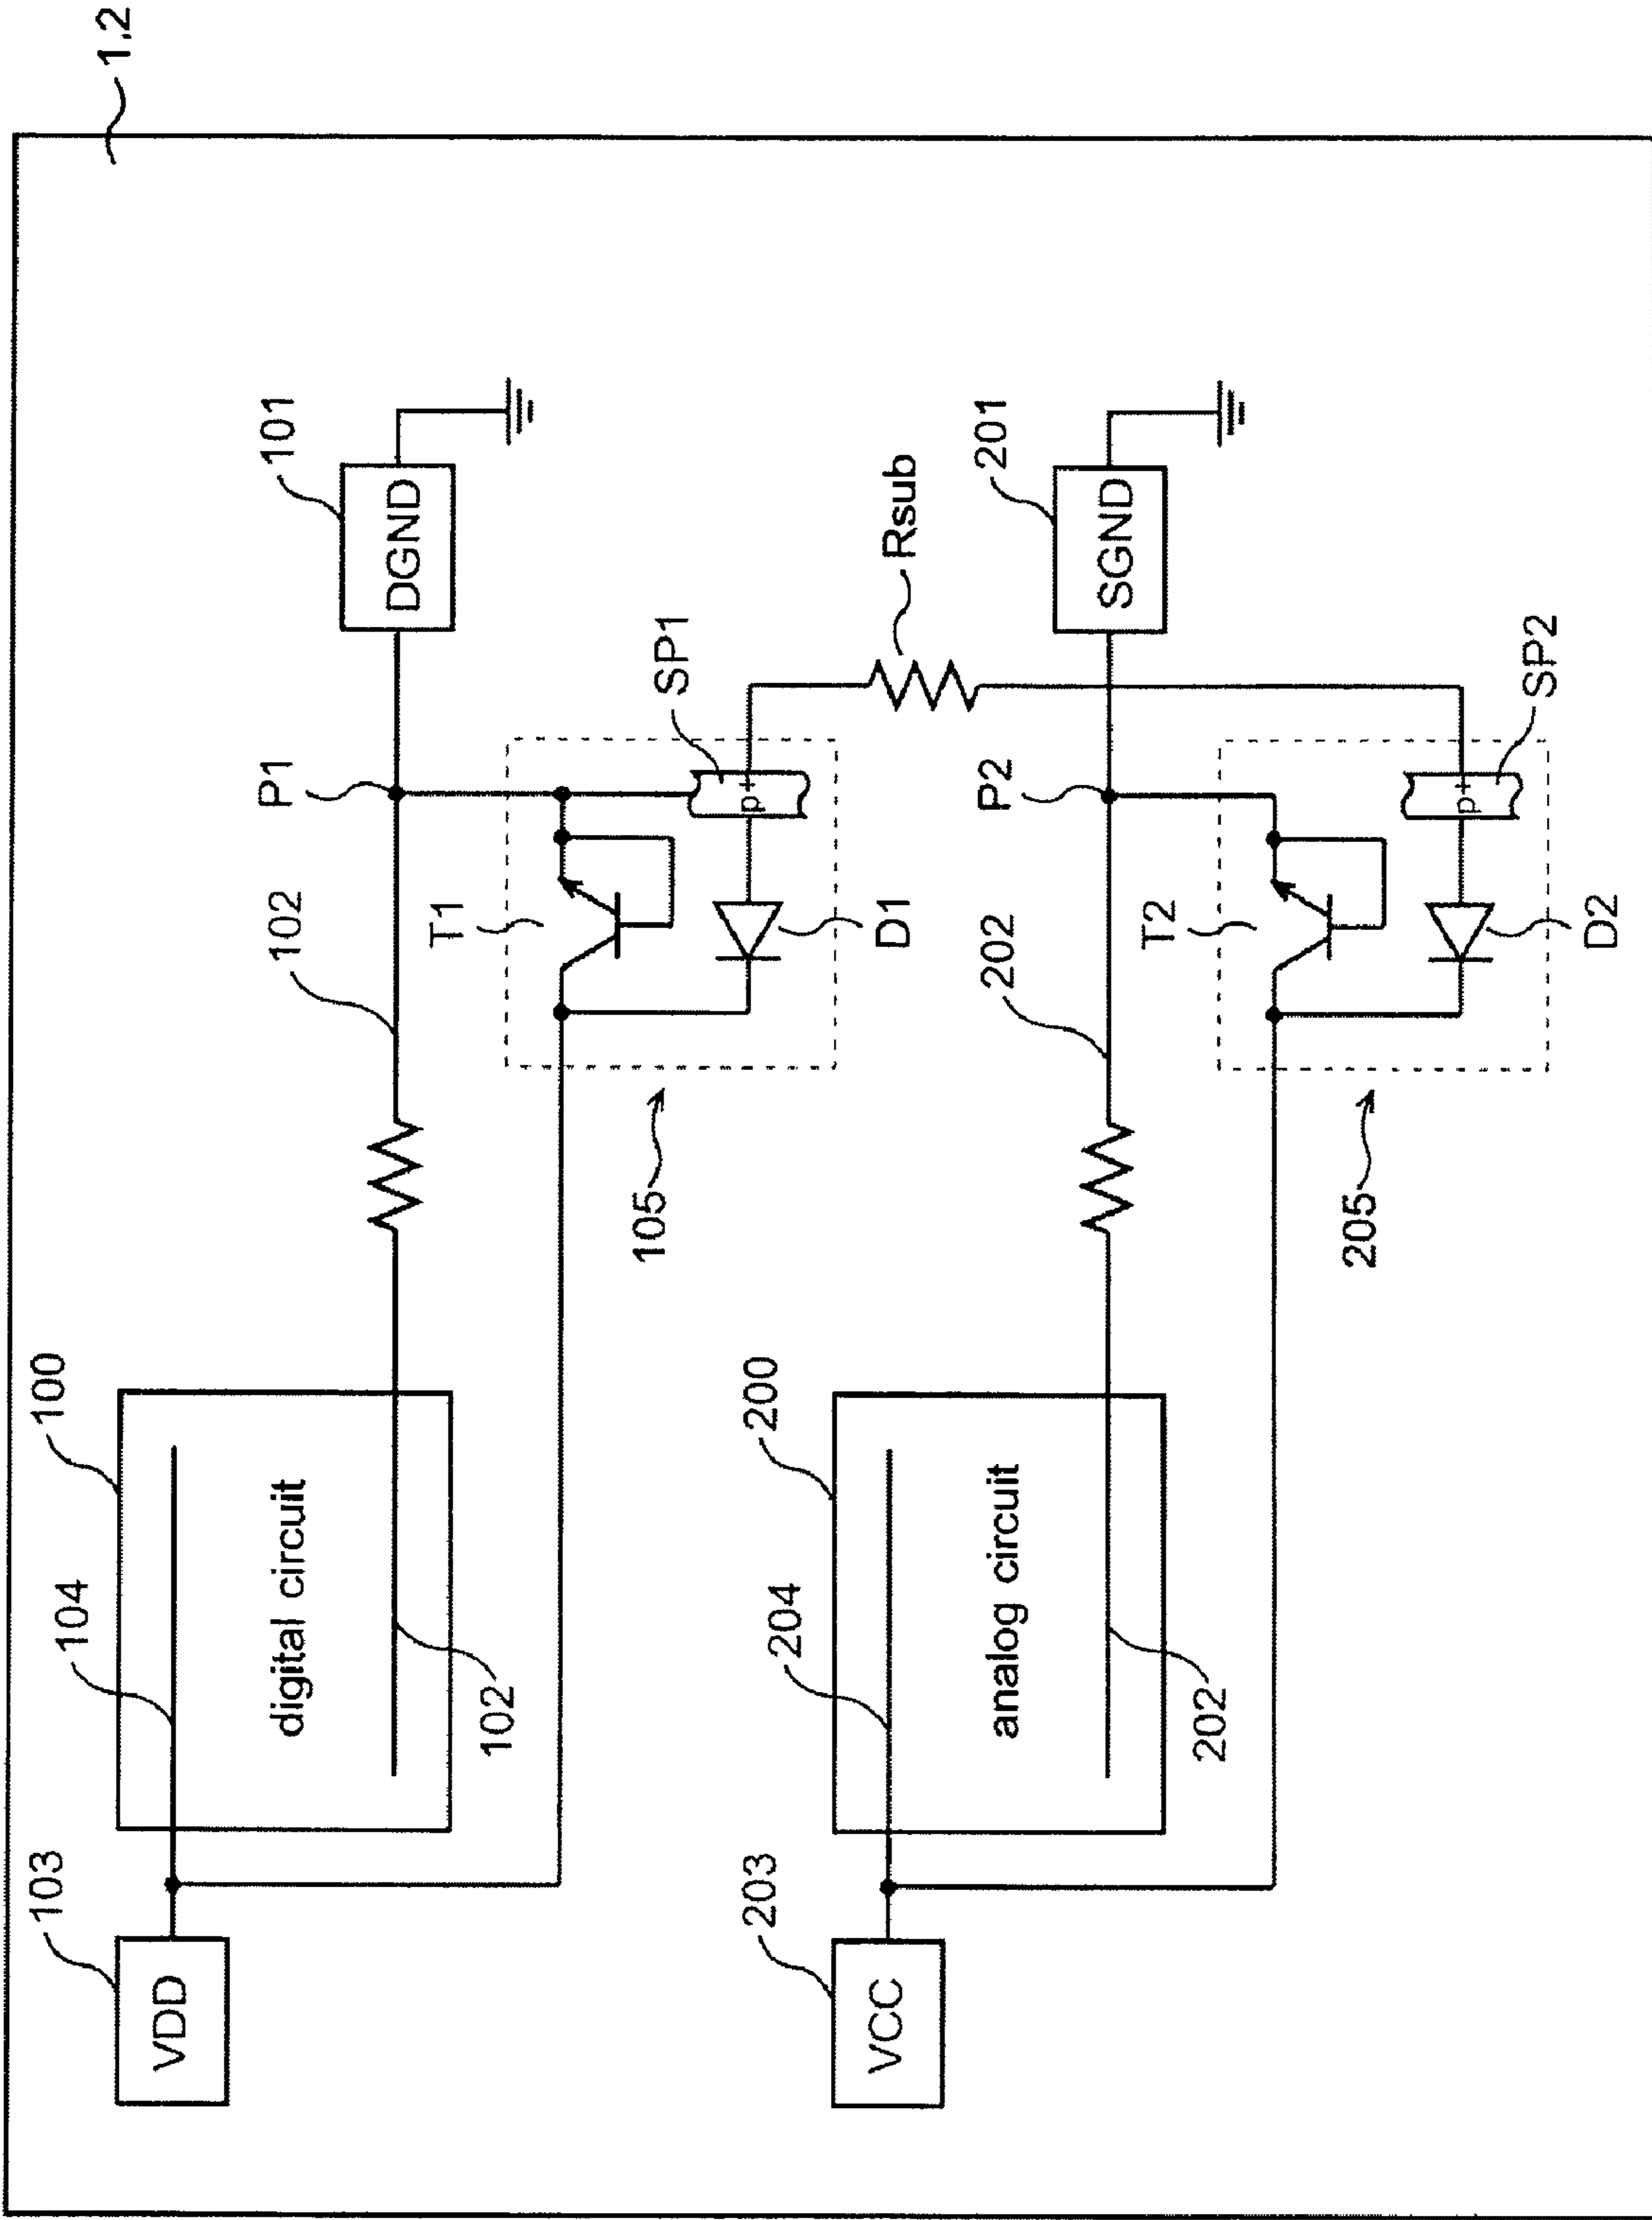 1.2
101
DGND
P1
102
T1
SP1
p+
D1
Rsub
105
100
104
digital circuit
102
103
VDD
201
SGND
P2
202
T2
SP2
p+
D2
205
200
204
analog circuit
202
203
VCC